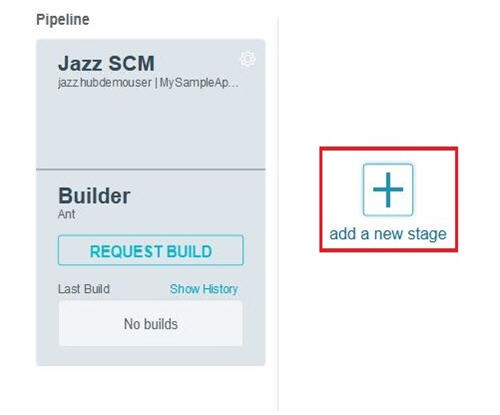 Pipeline
Jazz SCM
jazz.hubdemouser | MySampleAp...
Builder
Ant
REQUEST BUILD
Last Build Show History
No builds
add a new stage